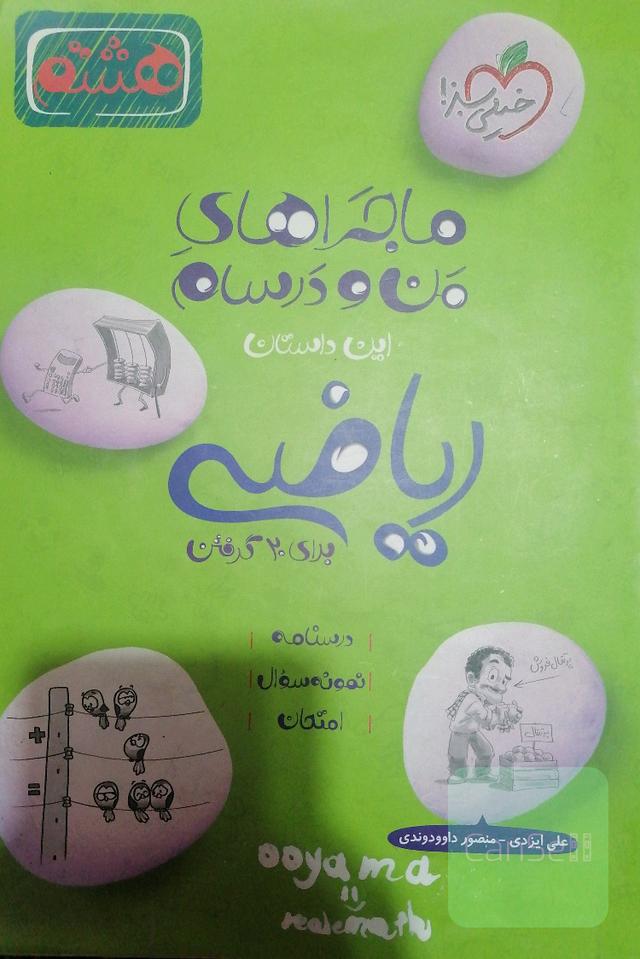 هشتم
خیلی سبز!
ماجراهای
من و درسام
این داستان
ریاضی
برای ۲۰ گرفتن
درسنامه
نمونه سؤال
امتحان
پرتقال فروش
پرتقال
+
=
علی ایزدی - منصور داوودوندی
ooyama